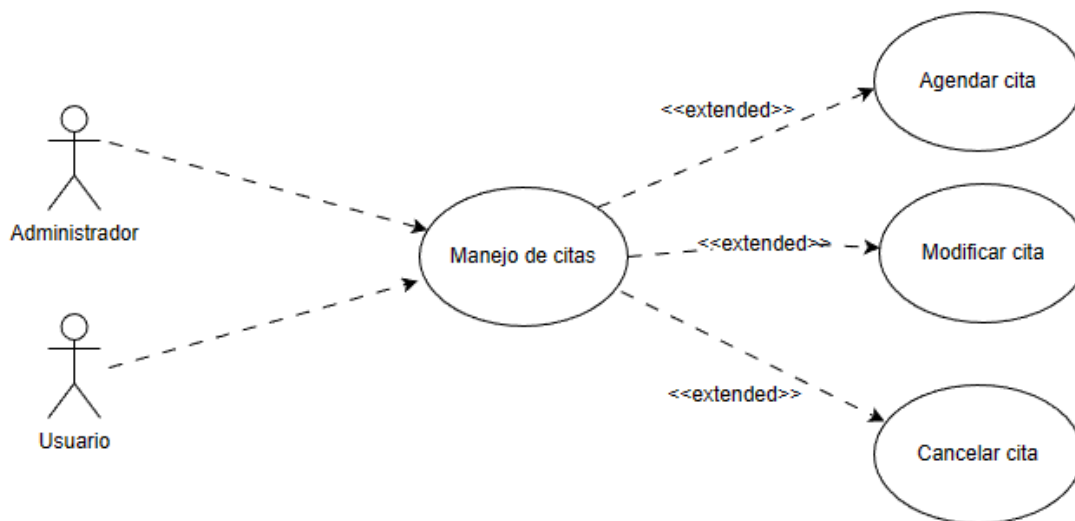 Agendar cita
<<extended>>
Administrador
Manejo de citas
<<extended>>
Modificar cita
<<extended>>
Usuario
Cancelar cita